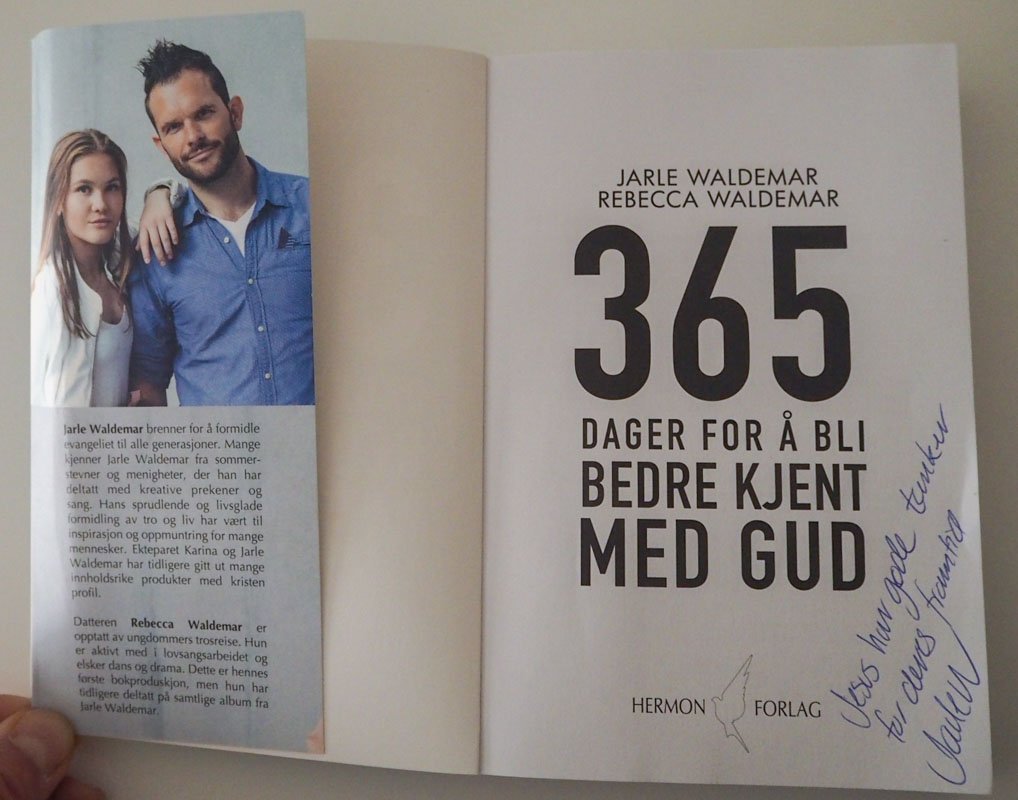 Jarle Waldemar brenner for å formidle
evangeliet til alle generasjoner. Mange
kjenner Jarle Waldemar fra sommer-
stevner og menigheter, der han har
deltatt med kreative prekener og
sang. Hans sprudlende og livsglade
formidling av tro og liv har vært til
inspirasjon og oppmuntring for mange
mennesker. Ekteparet Karina og Jarle
Waldemar har tidligere gitt ut mange
innholdsrike produkter med kristen
profil.
Datteren Rebecca Waldemar er
opptatt av ungdommers trosreise. Hun
er aktivt med i lovsangsarbeidet og
elsker dans og drama. Dette er hennes
første bokproduskjon, men hun har
tidligere deltatt på samtlige album fra
Jarle Waldemar.
JARLE WALDEMAR
REBECCA WALDEMAR
365
DAGER FOR Å BLI
BEDRE KJENT
MED GUD
HERMON FORLAG
Jesus har gode tanker
for deres framtid